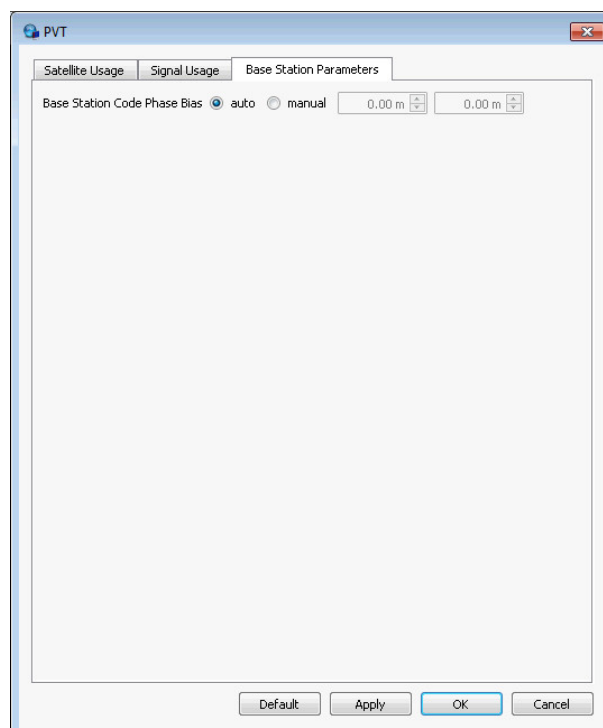 PVT
Satellite Usage Signal Usage Base Station Parameters
Base Station Code Phase Bias auto manual 0.00 m 0.00 m
Default Apply OK Cancel